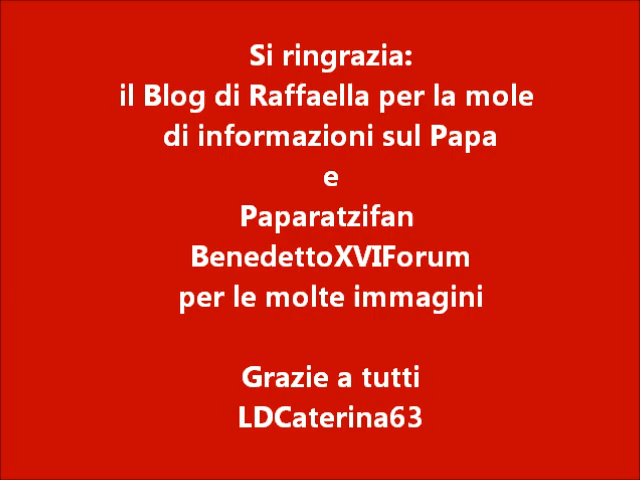 Si ringrazia:
il Blog di Raffaella per la mole
di informazioni sul Papa
e
Paparatzifan
BenedettoXVIForum
per le molte immagini
Grazie a tutti
LDCaterina63